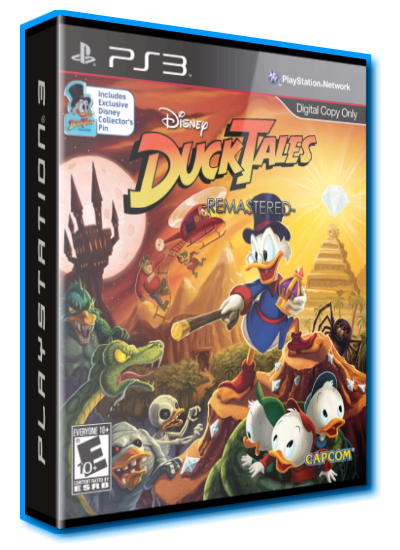 PLAYSTATION 3
PS3
PlayStation Network
Includes
Exclusive
Disney
Collector's
Pin
Digital Copy Only
Disney
DUCKTALES
-REMASTERED-
EVERYONE 10+
E
10+
CONTENT RATED BY
ESRB
CAPCOM